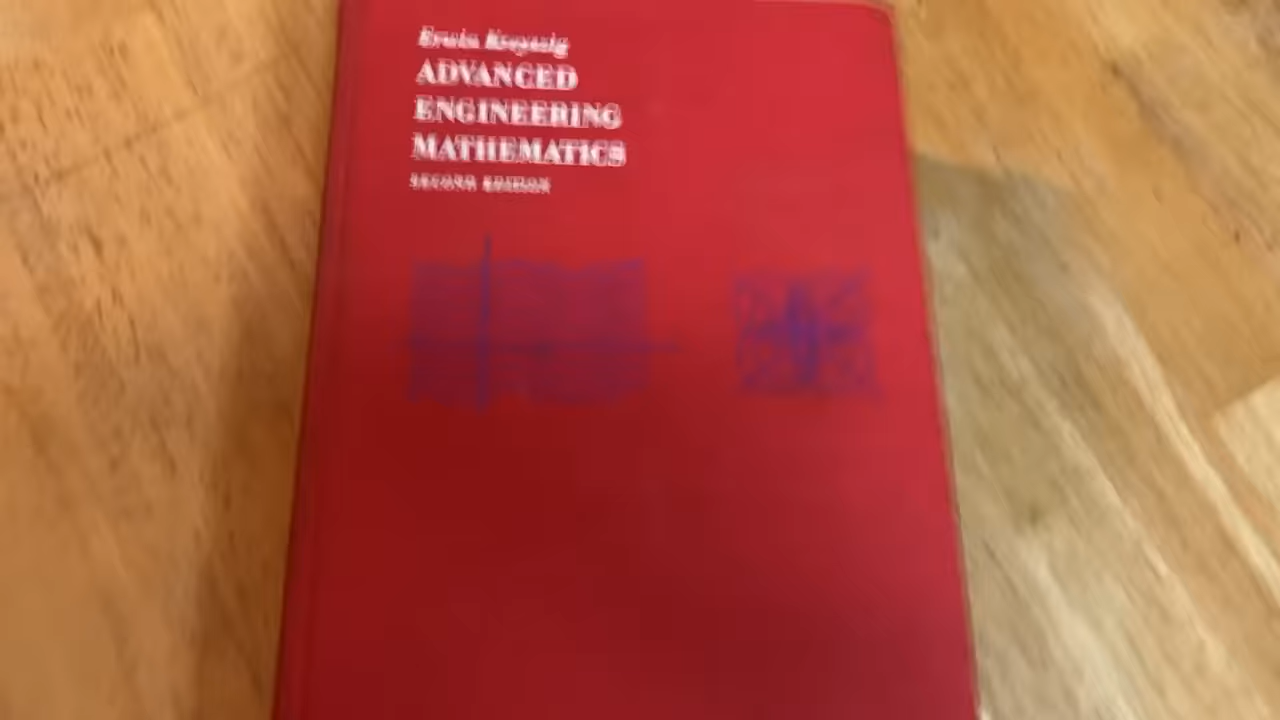 Erwin Kreyszig
ADVANCED
ENGINEERING
MATHEMATICS
SECOND EDITION